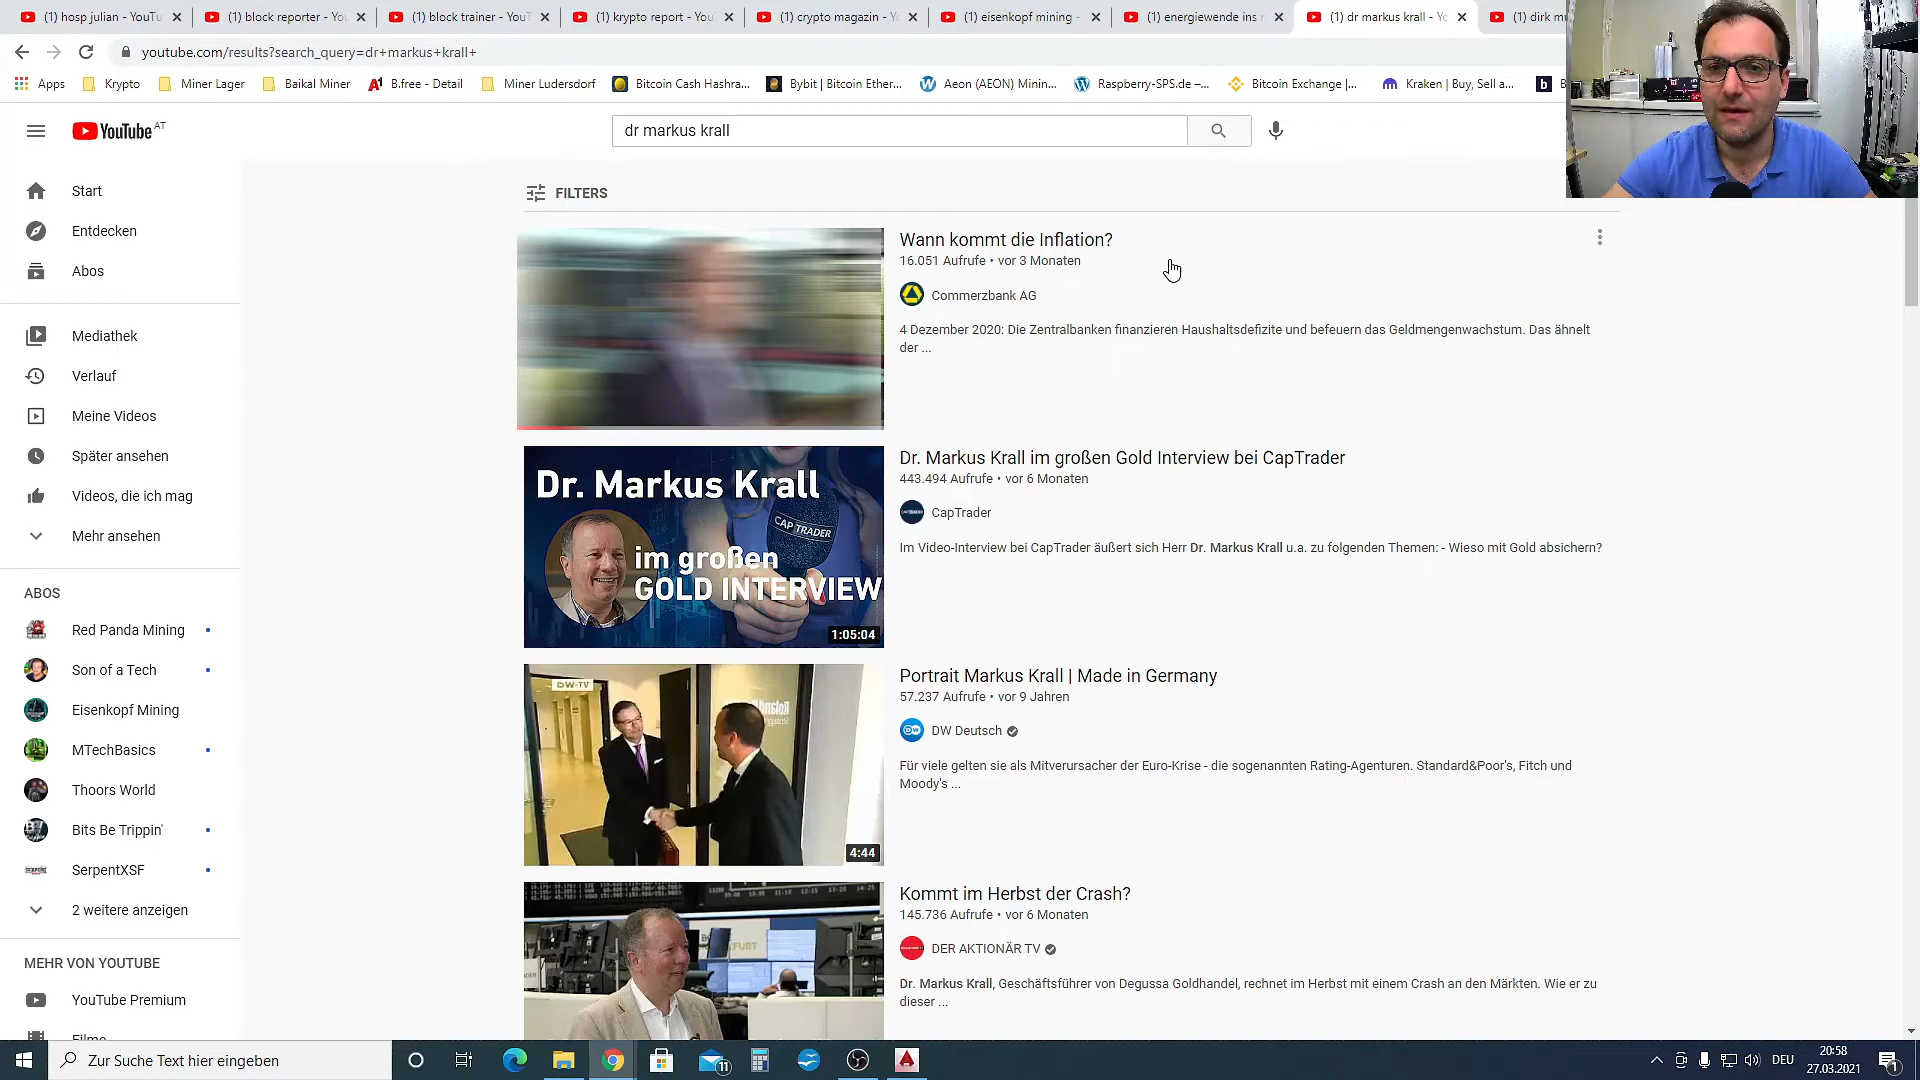 (1) hosp julian - YouTu
(1) block reporter - You
(1) block trainer - YouT
(1) krypto report - You
(1) crypto magazin - Yo
(1) eisenkopf mining -
(1) energiewende ins
(1) dr markus krall - Yo
(1) dirk m
youtube.com/results?search_query=dr+markus+krall+
Apps
Krypto
Miner Lager
Baikal Miner
B.free - Detail
Miner Ludersdorf
Bitcoin Cash Hashra...
Bybit | Bitcoin Ether...
Aeon (AEON) Minin...
Raspberry-SPS.de –...
Bitcoin Exchange |...
Kraken | Buy, Sell a...
YouTube AT
dr markus krall
Start
Entdecken
Abos
Mediathek
Verlauf
Meine Videos
Später ansehen
Videos, die ich mag
Mehr ansehen
ABOS
Red Panda Mining
Son of a Tech
Eisenkopf Mining
MTechBasics
Thoors World
Bits Be Trippin'
SerpentXSF
2 weitere anzeigen
MEHR VON YOUTUBE
YouTube Premium
Filme
FILTERS
Wann kommt die Inflation?
16.051 Aufrufe • vor 3 Monaten
Commerzbank AG
4 Dezember 2020: Die Zentralbanken finanzieren Haushaltsdefizite und befeuern das Geldmengenwachstum. Das ähnelt
der ...
Dr. Markus Krall
CAP TRADER
im großen
GOLD INTERVIEW
1:05:04
Dr. Markus Krall im großen Gold Interview bei CapTrader
443.494 Aufrufe • vor 6 Monaten
CapTrader
Im Video-Interview bei CapTrader äußert sich Herr Dr. Markus Krall u.a. zu folgenden Themen: - Wieso mit Gold absichern?
DW-TV
4:44
Portrait Markus Krall | Made in Germany
57.237 Aufrufe • vor 9 Jahren
DW Deutsch
Für viele gelten sie als Mitverursacher der Euro-Krise - die sogenannten Rating-Agenturen. Standard&Poor's, Fitch und
Moody's ...
Kommt im Herbst der Crash?
145.736 Aufrufe • vor 6 Monaten
DER AKTIONÄR TV
Dr. Markus Krall, Geschäftsführer von Degussa Goldhandel, rechnet im Herbst mit einem Crash an den Märkten. Wie er zu
dieser ...
Zur Suche Text hier eingeben
11
DEU
20:58
27.03.2021
1